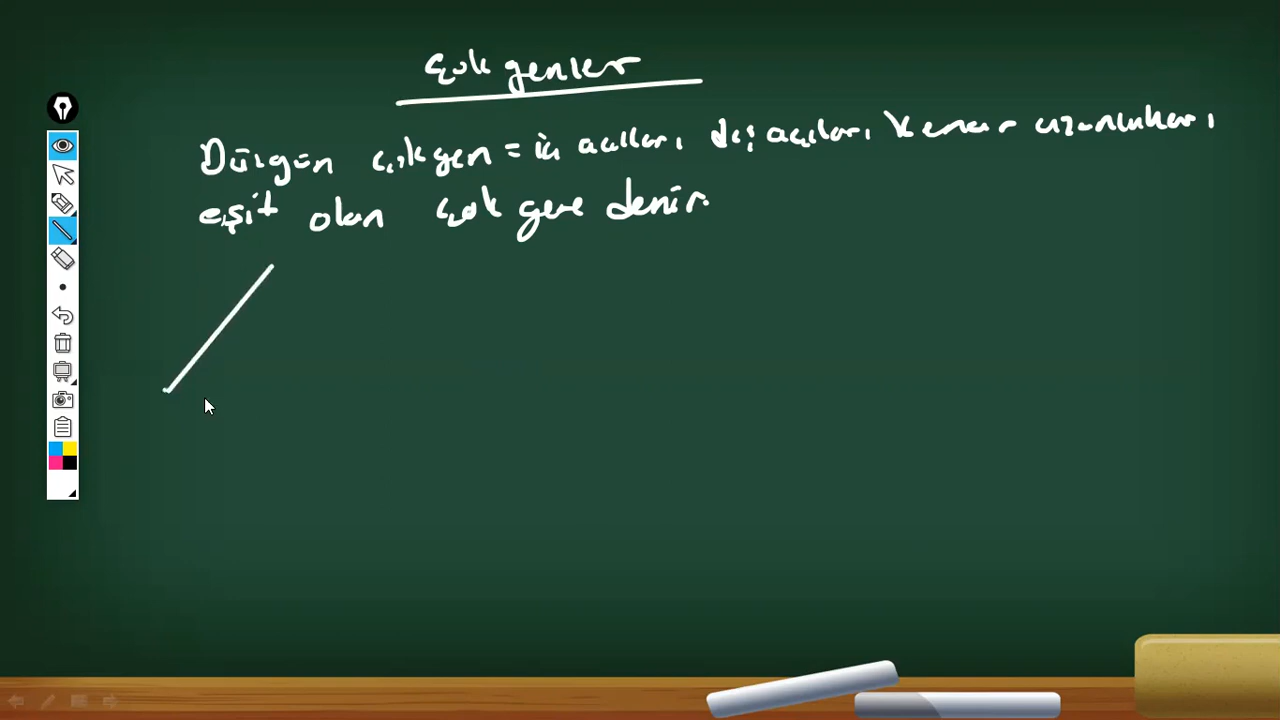 Çokgenler
Düzgün çokgen = iç açıları, dış açıları, kenar uzunlukları,
eşit olan çokgene denir.